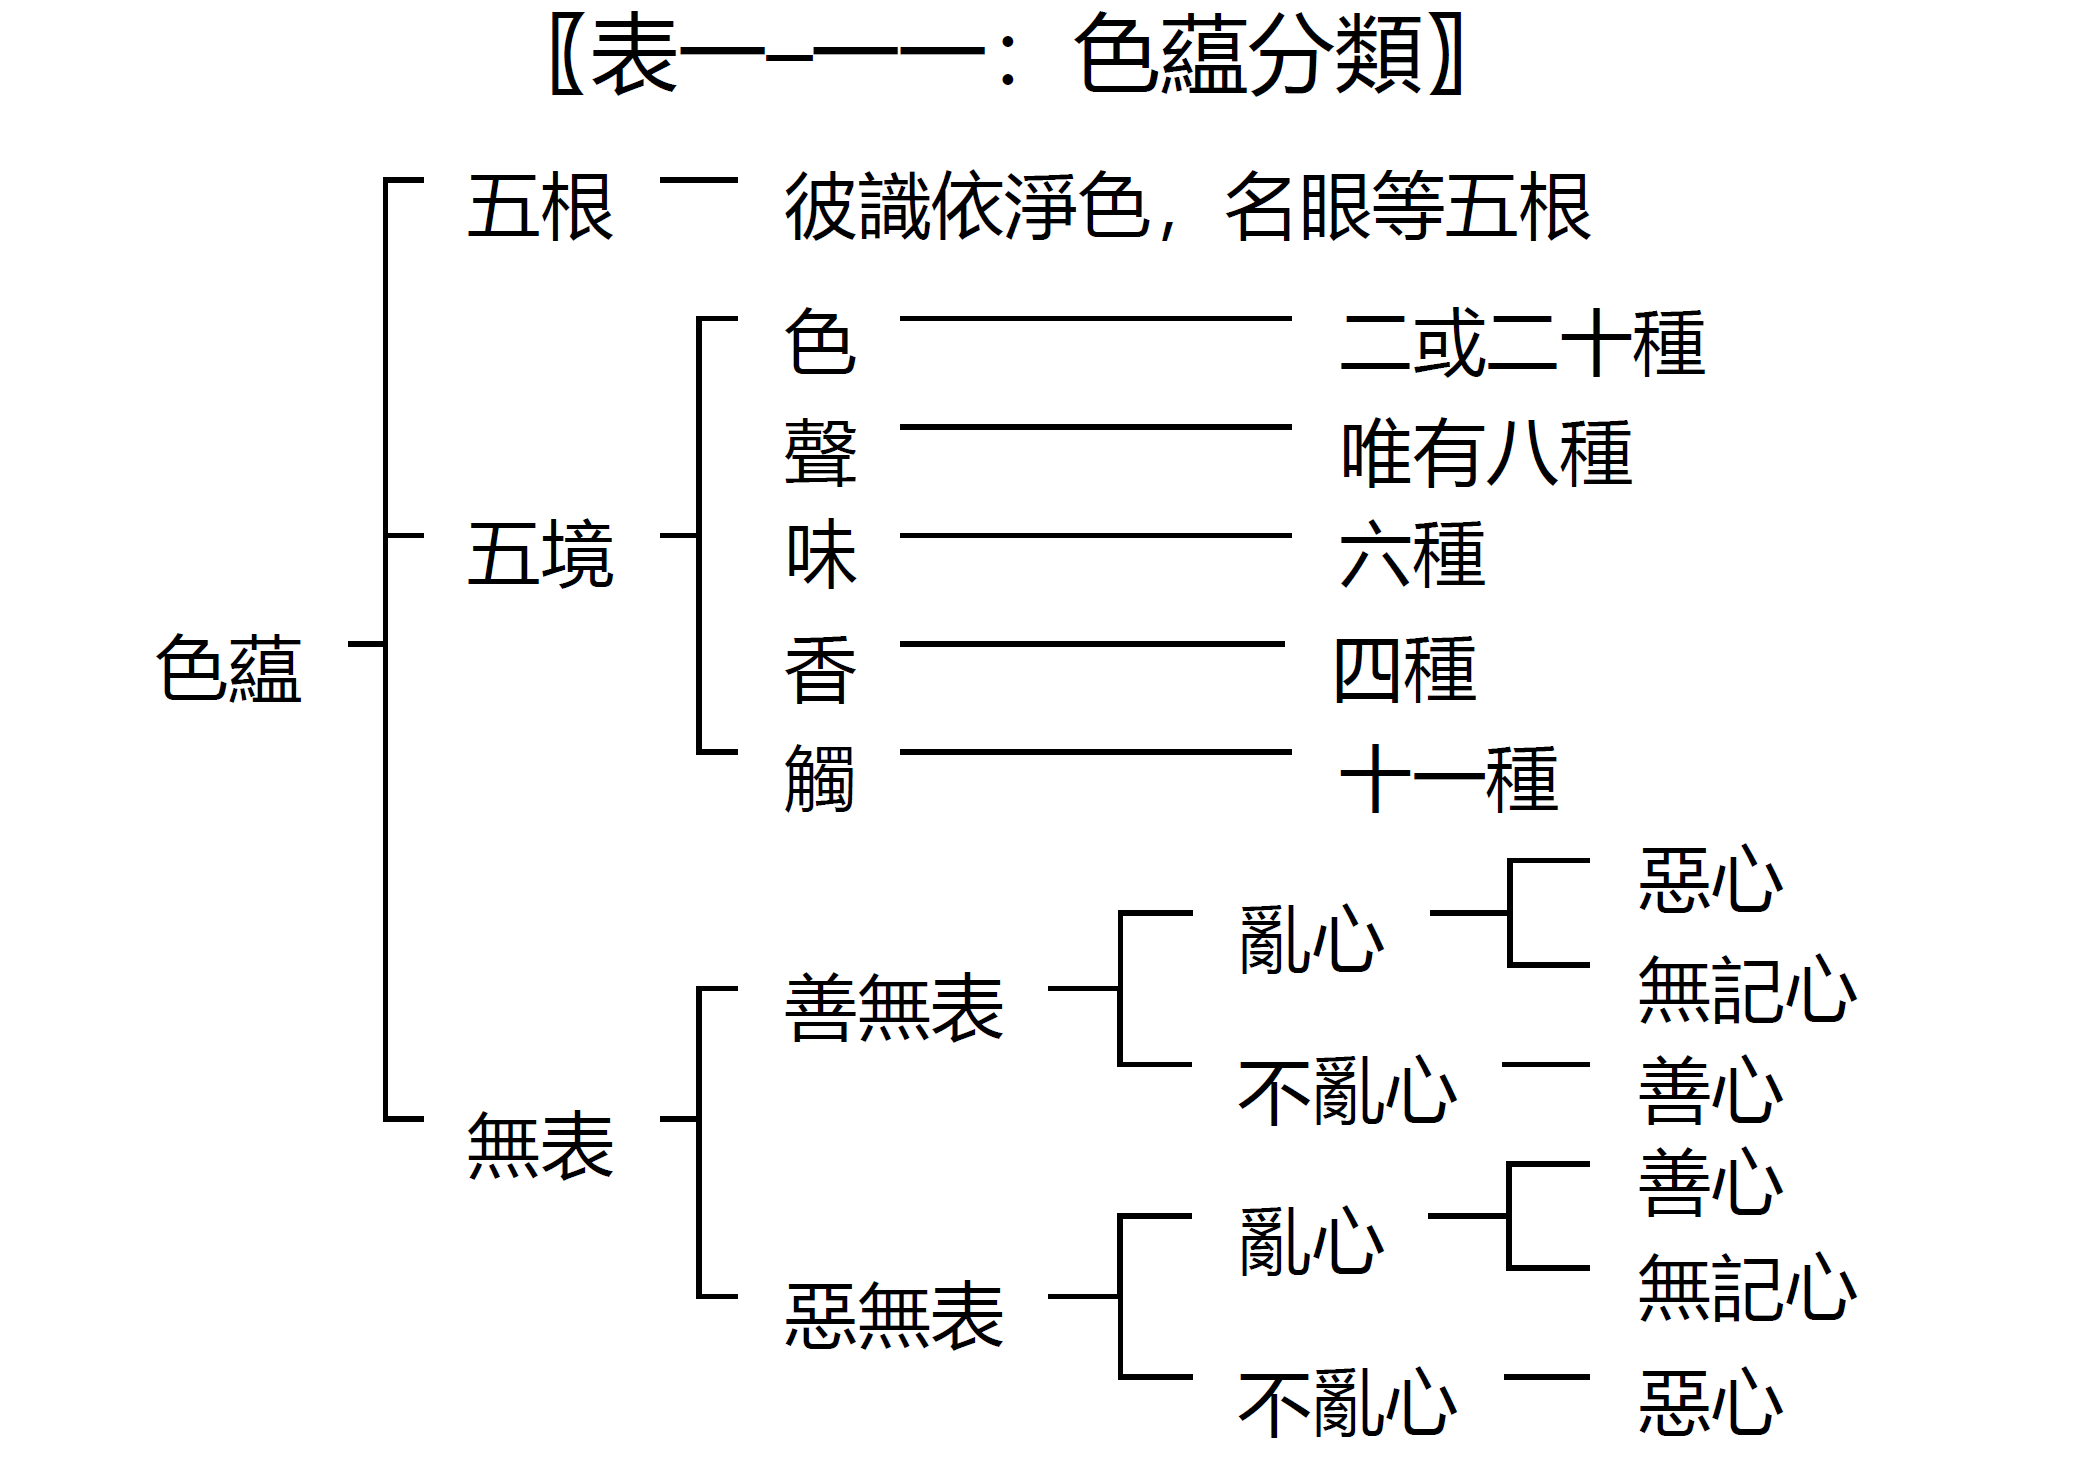 〖表一–一一：色蘊分類〗
五根 彼識依淨色，名眼等五根
色 二或二十種
聲 唯有八種
五境 味 六種
色蘊 香 四種
觸 十一種
惡心
亂心
無記心
善無表
不亂心 善心
無表
善心
亂心
無記心
惡無表
不亂心 惡心